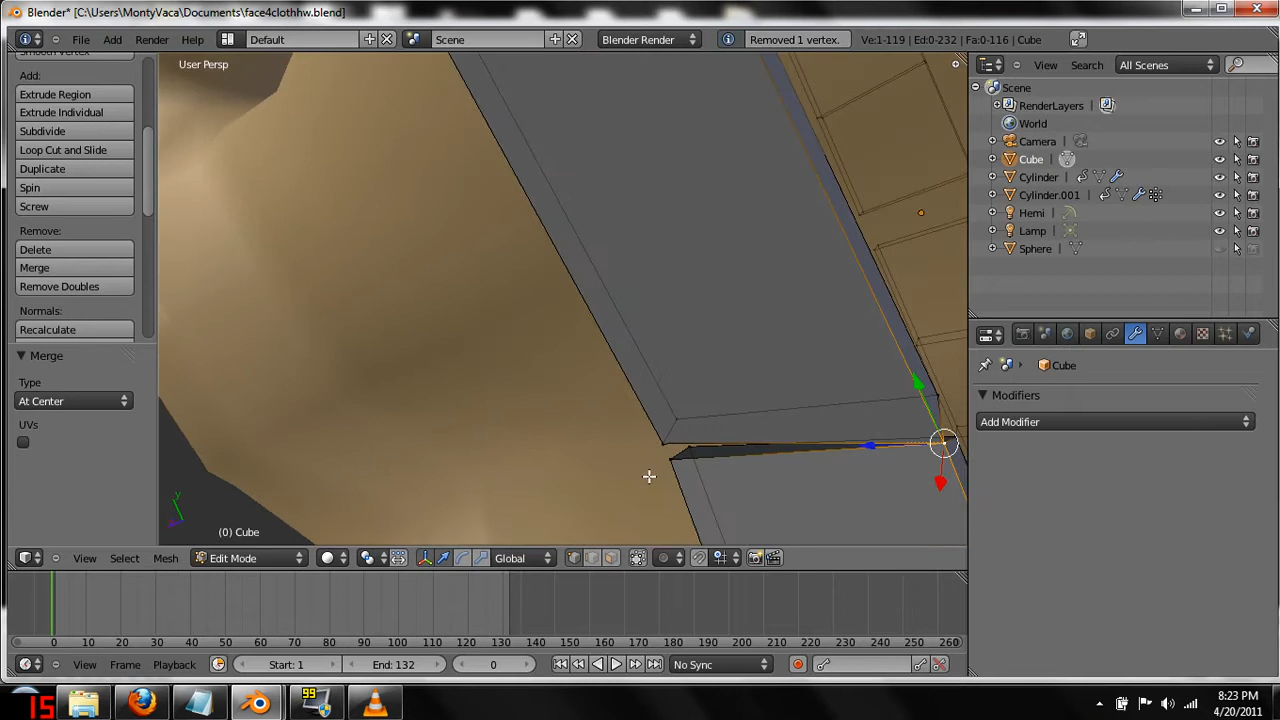 Blender* [C:\Users\MontyVaca\Documents\face4clothhw.blend]
File Add Render Help Default Scene Blender Render Removed 1 vertex. Ve:1-119 | Ed:0-232 | Fa:0-116 | Cube
Smooth Vertex
Add:
Extrude Region
Extrude Individual
Subdivide
Loop Cut and Slide
Duplicate
Spin
Screw
Remove:
Delete
Merge
Remove Doubles
Normals:
Recalculate
Merge
Type
At Center
UVs
User Persp
y
(0) Cube
View Select Mesh Edit Mode Global
View Search All Scenes
Scene
RenderLayers
World
Camera
Cube
Cylinder
Cylinder.001
Hemi
Lamp
Sphere
Cube
Modifiers
Add Modifier
0 10 20 30 40 50 60 70 80 90 100 110 120 130 140 150 160 170 180 190 200 210 220 230 240 250 260
View Frame Playback Start: 1 End: 132 0 No Sync
15
99
8:23 PM
4/20/2011